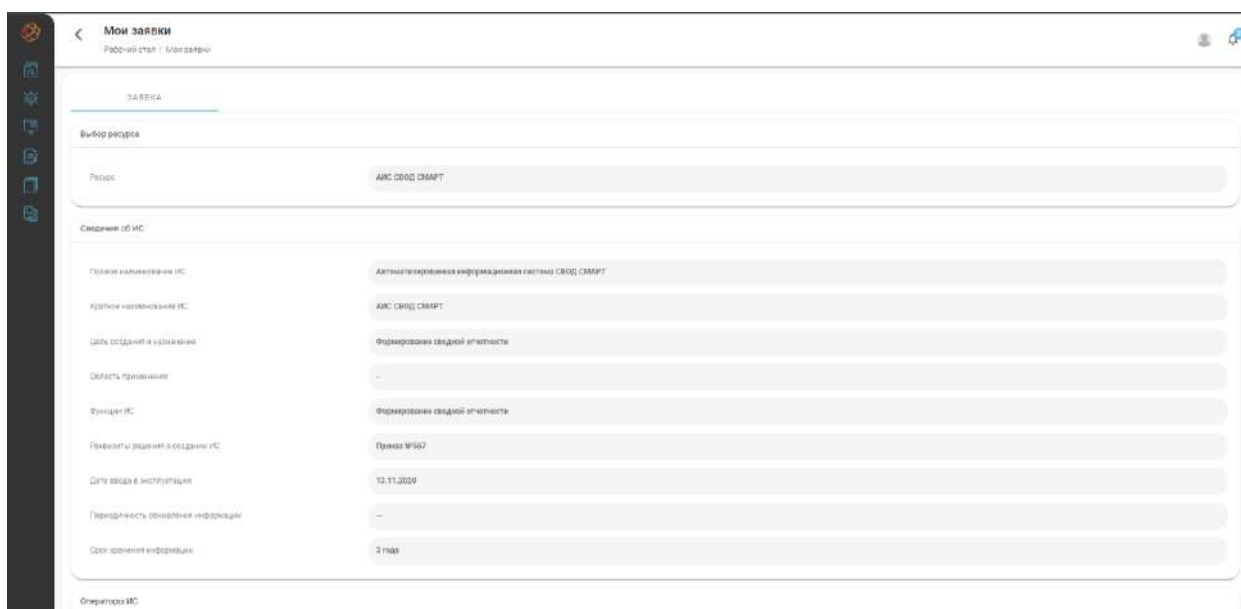 Мои заявки
Рабочий стол / Мои заявки
ЗАЯВКА
Выбор ресурса
Ресурс
АИС СВОД СМАРТ
Сведения об ИС
Полное наименование ИС
Автоматизированная информационная система СВОД СМАРТ
Краткое наименование ИС
АИС СВОД СМАРТ
Цель создания и назначение
Формирование сводной отчетности
Область применения
–
Функции ИС
Формирование сводной отчетности
Реквизиты решения о создании ИС
Приказ №567
Дата ввода в эксплуатацию
13.11.2020
Периодичность обновления информации
—
Срок хранения информации
3 года
Операторы ИС